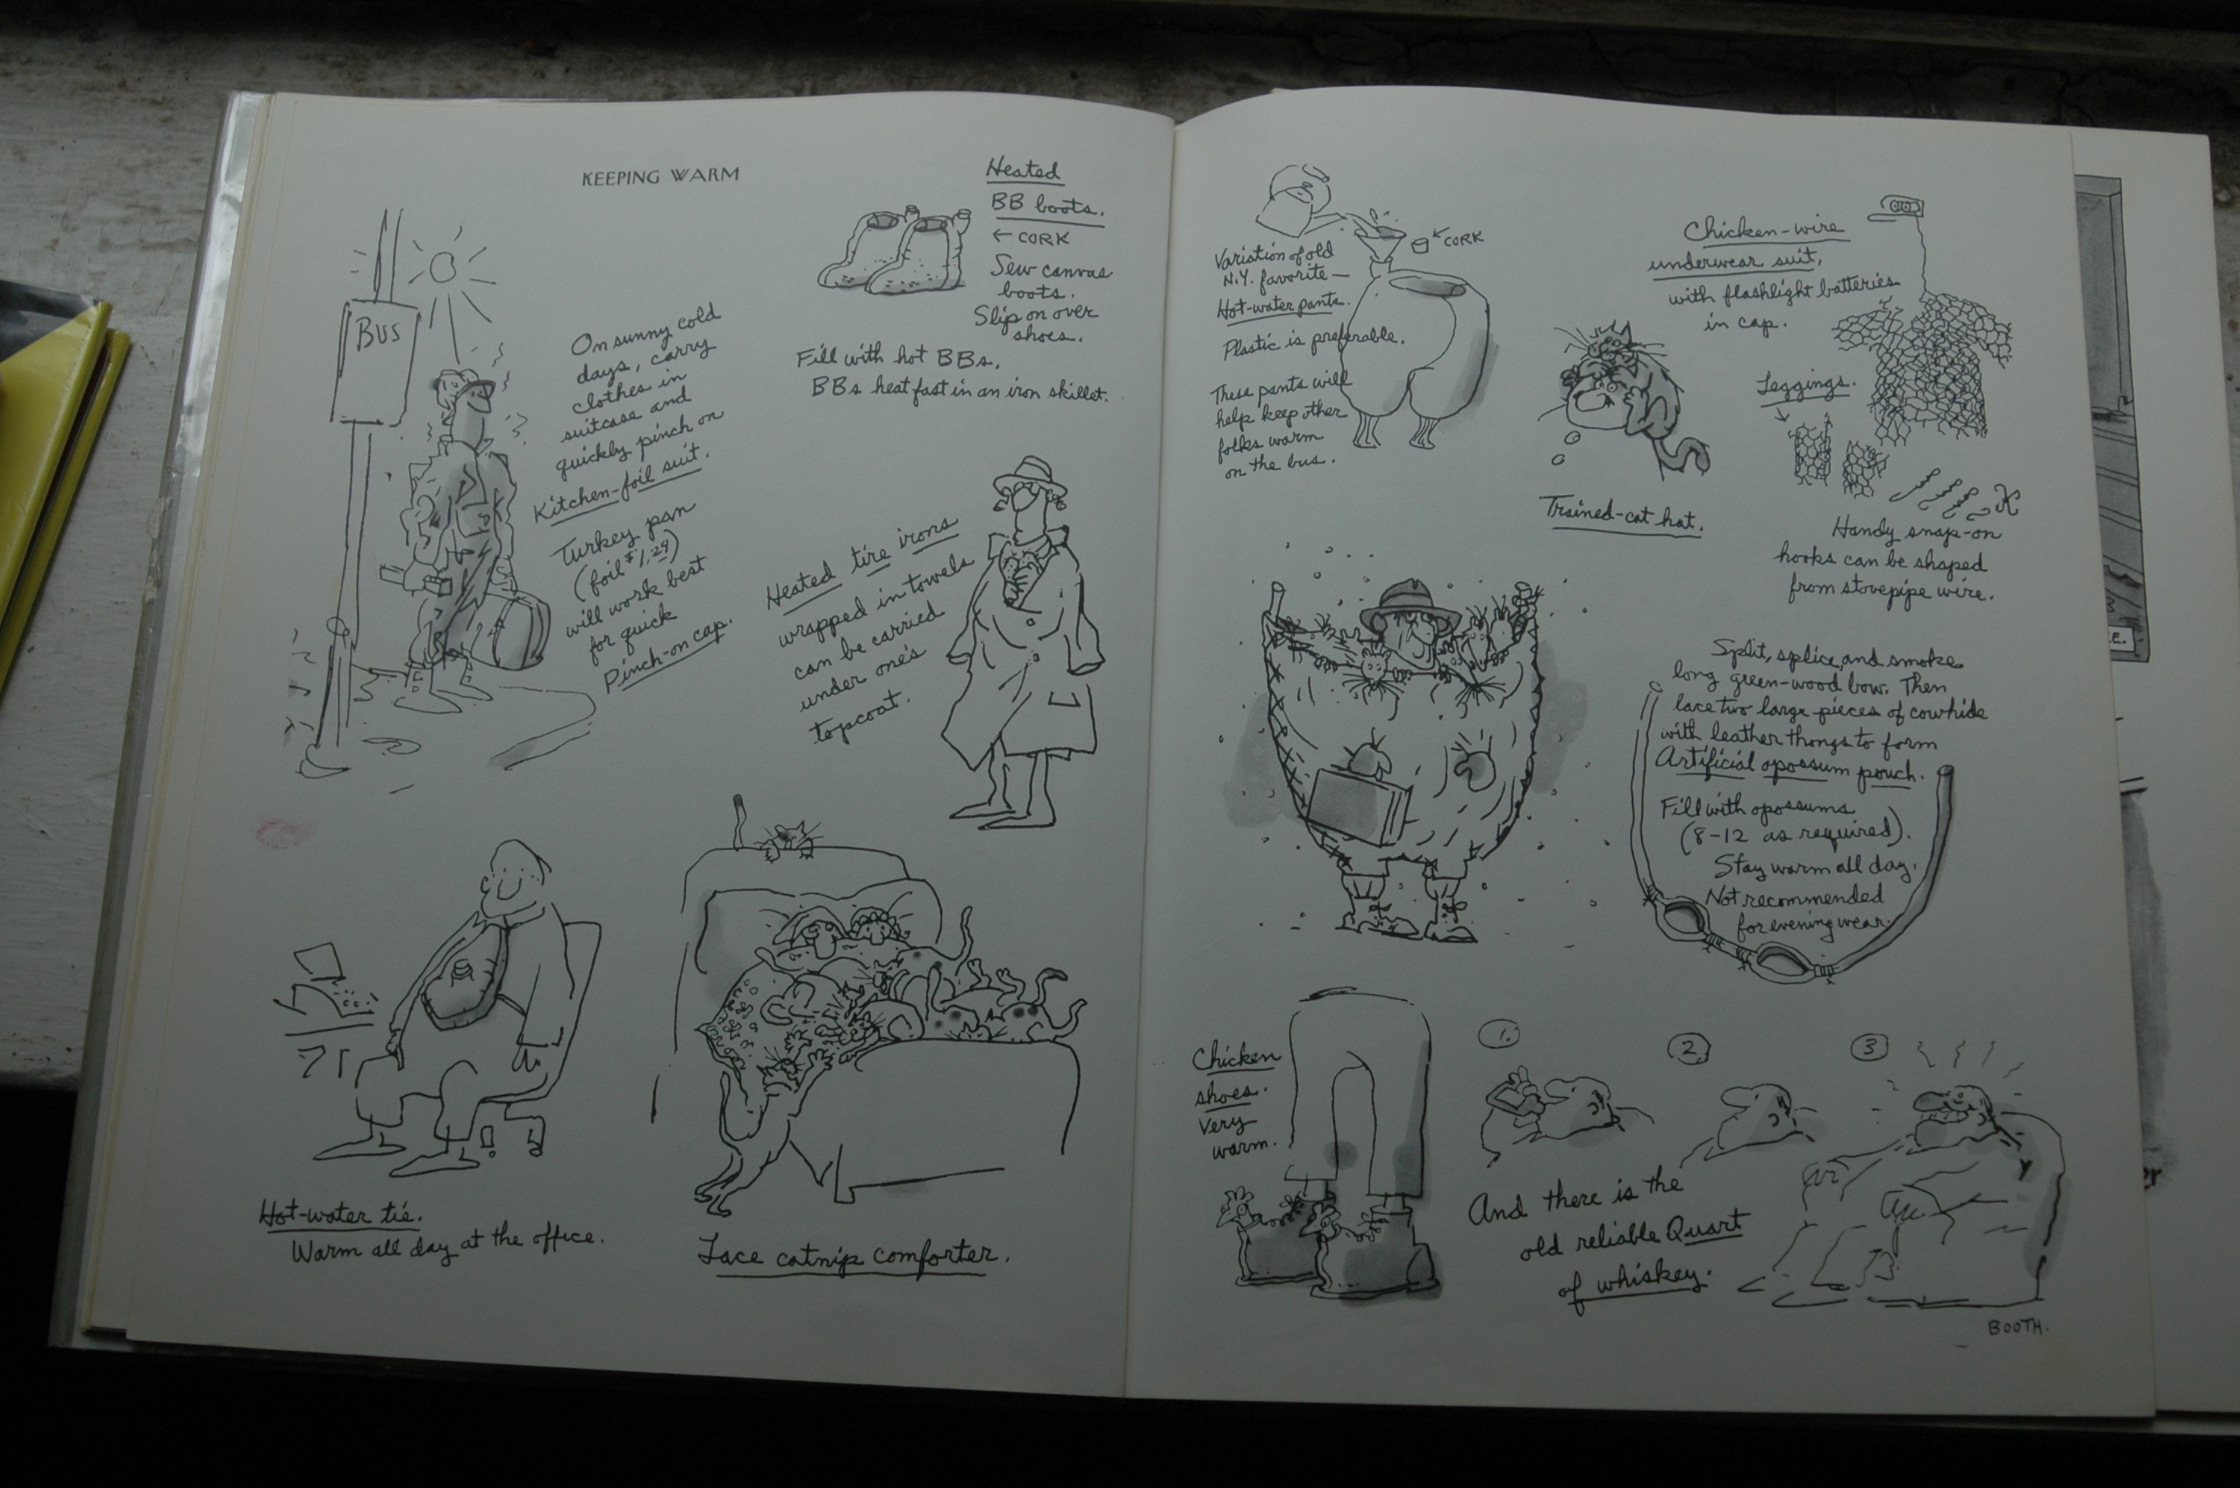 KEEPING WARM
BUS
On sunny cold
days, carry
clothes in
suitcase and
quickly pinch on
Kitchen-foil suit.
Turkey pan
(foil $1.29)
will work best
for quick
Pinch-on cap.
Heated
BB boots.
← CORK
Sew canvas
boots.
Slip on over
shoes.
Fill with hot BBs.
BBs heat fast in an iron skillet.
Heated tire irons
wrapped in towels
can be carried
under one's
topcoat.
Hot-water tie.
Warm all day at the office.
Lace catnip comforter.
Variation of old
N.Y. favorite—
Hot-water pants.
Plastic is preferable.
These pants will
help keep other
folks warm
on the bus.
← CORK
Trained-cat hat.
Chicken-wire
underwear suit,
with flashlight batteries
in cap.
Leggings.
Handy snap-on
hooks can be shaped
from stovepipe wire.
Split, splice, and smoke
long green-wood bow. Then
lace two large pieces of cowhide
with leather thongs to form
Artificial opossum pouch.
Fill with opossums
(8-12 as required).
Stay warm all day.
Not recommended
for evening wear.
Chicken
shoes.
Very
warm.
1.
2
3
And there is the
old reliable Quart
of whiskey.
BOOTH.
E.